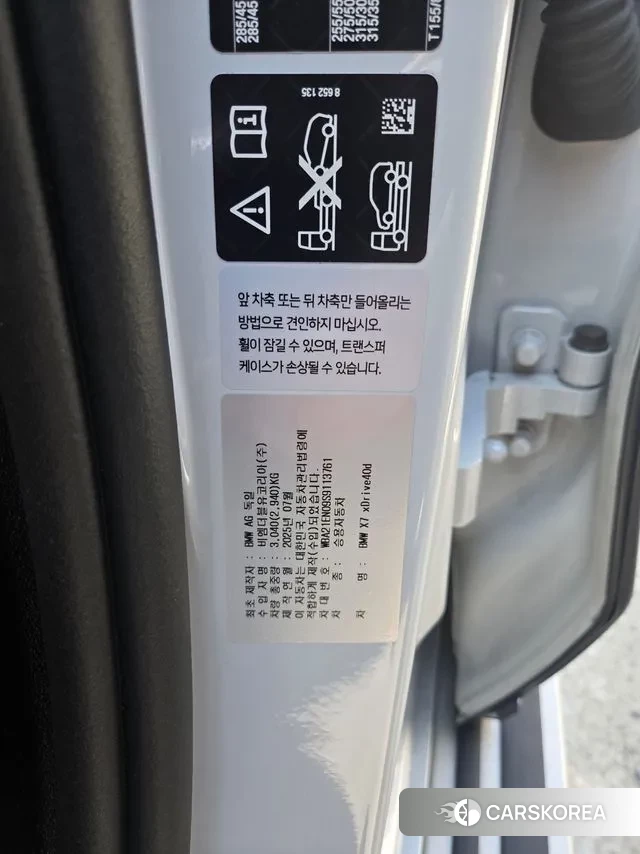 285/45
285/45
255/55
275/50
315/30
315/35
T 155/8
8 652 135
앞 차축 또는 뒤 차축만 들어올리는
방법으로 견인하지 마십시오.
휠이 잠길 수 있으며, 트랜스퍼
케이스가 손상될 수 있습니다.
최초 제작자 : BMW AG 독일
수 입 자 명 : 비엠더블유코리아(주)
차량 총중량 : 3,040(2,940)KG
제 작 연 월 : 2025년 07월
이 자동차는 대한민국 자동차관리법령에
적합하게 제작(수입)되었습니다.
차 대 번 호 : WBA21EN09S9113761
차 종 : 승용자동차
차 명 : BMW X7 xDrive40d
CARSKOREA